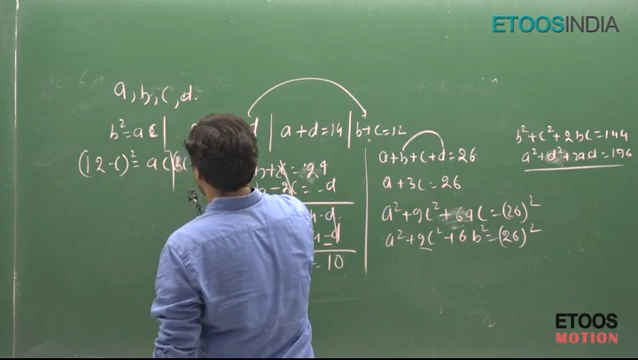 ETOOSINDIA
a, b, c, d.
b² = ac | d | a+d=14 | b+c=12
(12-c)² = ac
a+b+c+d=26
a+3c=26
a²+9c²+6ac=(26)²
a²+9c²+6b²=(26)²
b²+c²+2bc=144
a²+d²+2ad=196
= 10
ETOOS
MOTION